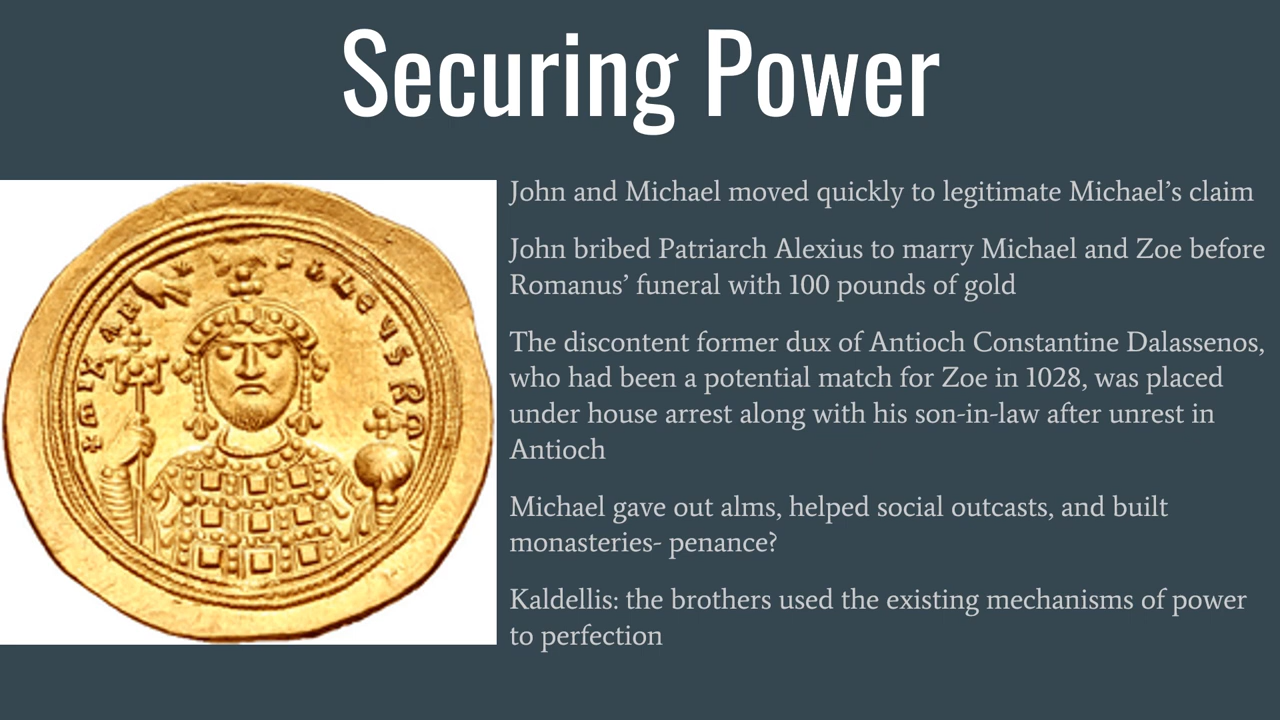 Securing Power
John and Michael moved quickly to legitimate Michael’s claim
John bribed Patriarch Alexius to marry Michael and Zoe before
Romanus’ funeral with 100 pounds of gold
The discontent former dux of Antioch Constantine Dalassenos,
who had been a potential match for Zoe in 1028, was placed
under house arrest along with his son-in-law after unrest in
Antioch
Michael gave out alms, helped social outcasts, and built
monasteries- penance?
Kaldellis: the brothers used the existing mechanisms of power
to perfection